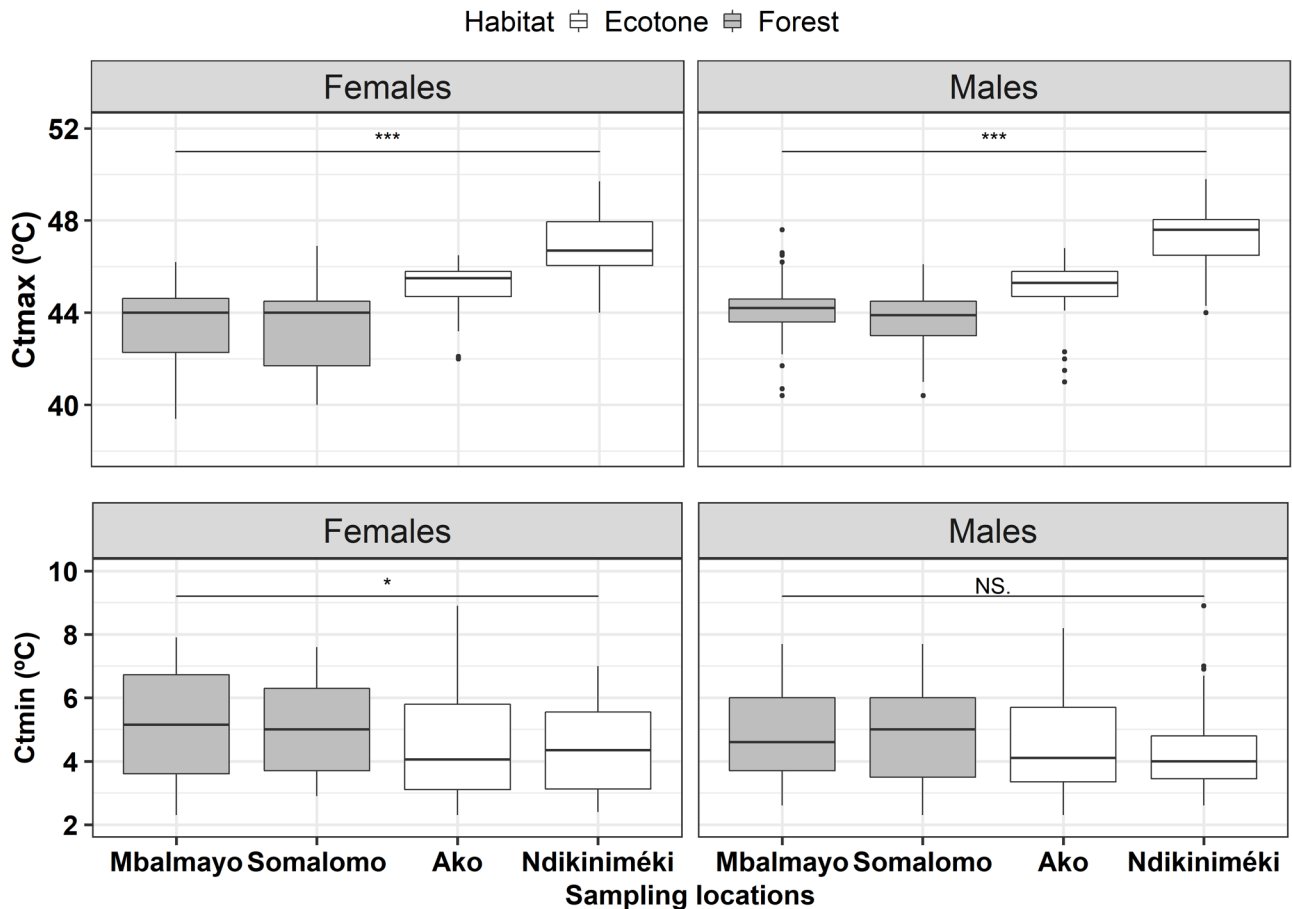 Habitat Ecotone Forest
Females Males
52
48
44
40
Ctmax (ºC)
*** ***
Females Males
10
8
6
4
2
Ctmin (ºC)
* NS.
Mbalmayo Somalomo Ako Ndikiniméki Mbalmayo Somalomo Ako Ndikiniméki
Sampling locations